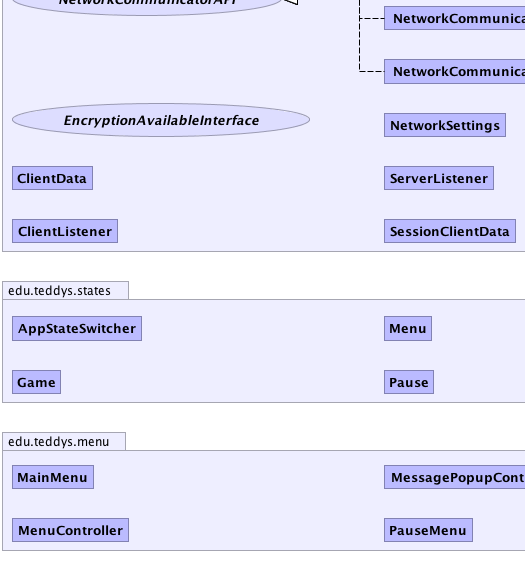 NetworkCommunicatorAPI
NetworkCommunica
NetworkCommunica
EncryptionAvailableInterface
NetworkSettings
ClientData
ServerListener
ClientListener
SessionClientData
edu.teddys.states
AppStateSwitcher
Menu
Game
Pause
edu.teddys.menu
MainMenu
MessagePopupCont
MenuController
PauseMenu